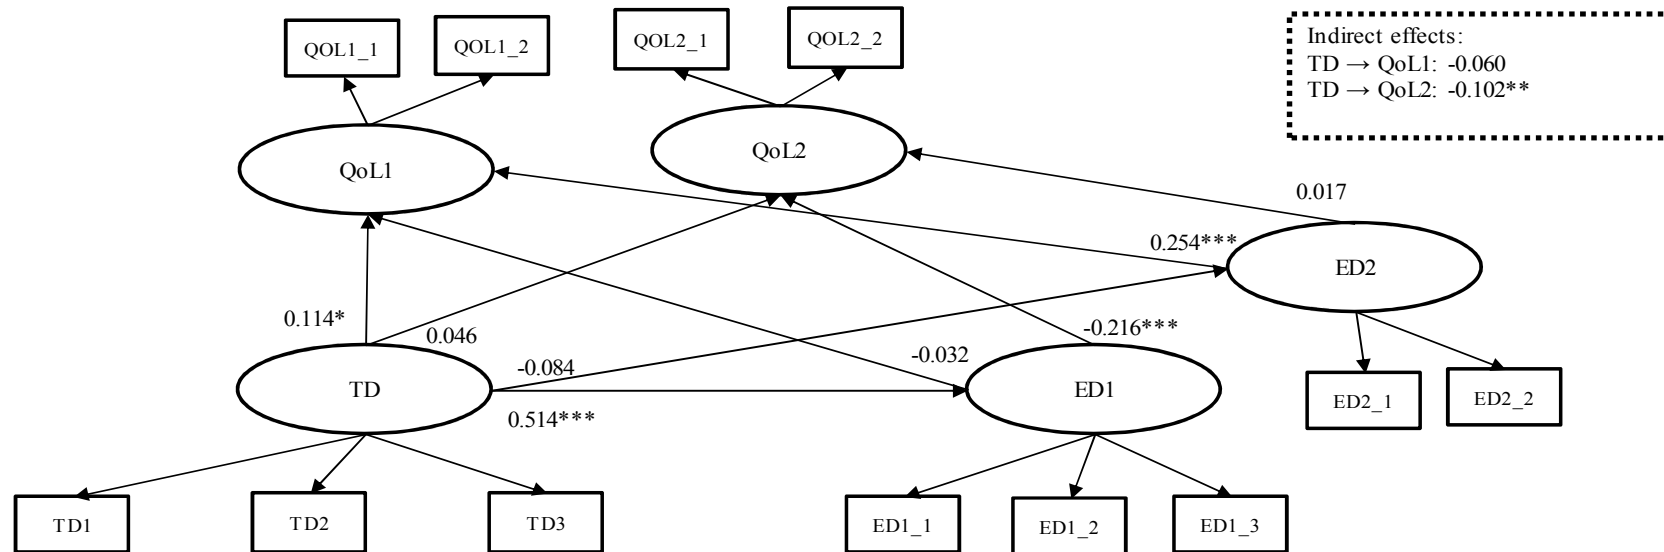 QOL1_1
QOL1_2
QOL2_1
QOL2_2
Indirect effects:
TD → QoL1: -0.060
TD → QoL2: -0.102**
QoL1
QoL2
0.017
0.254***
ED2
0.114*
0.046
-0.216***
-0.032
-0.084
TD
ED1
0.514***
ED2_1
ED2_2
TD1
TD2
TD3
ED1_1
ED1_2
ED1_3